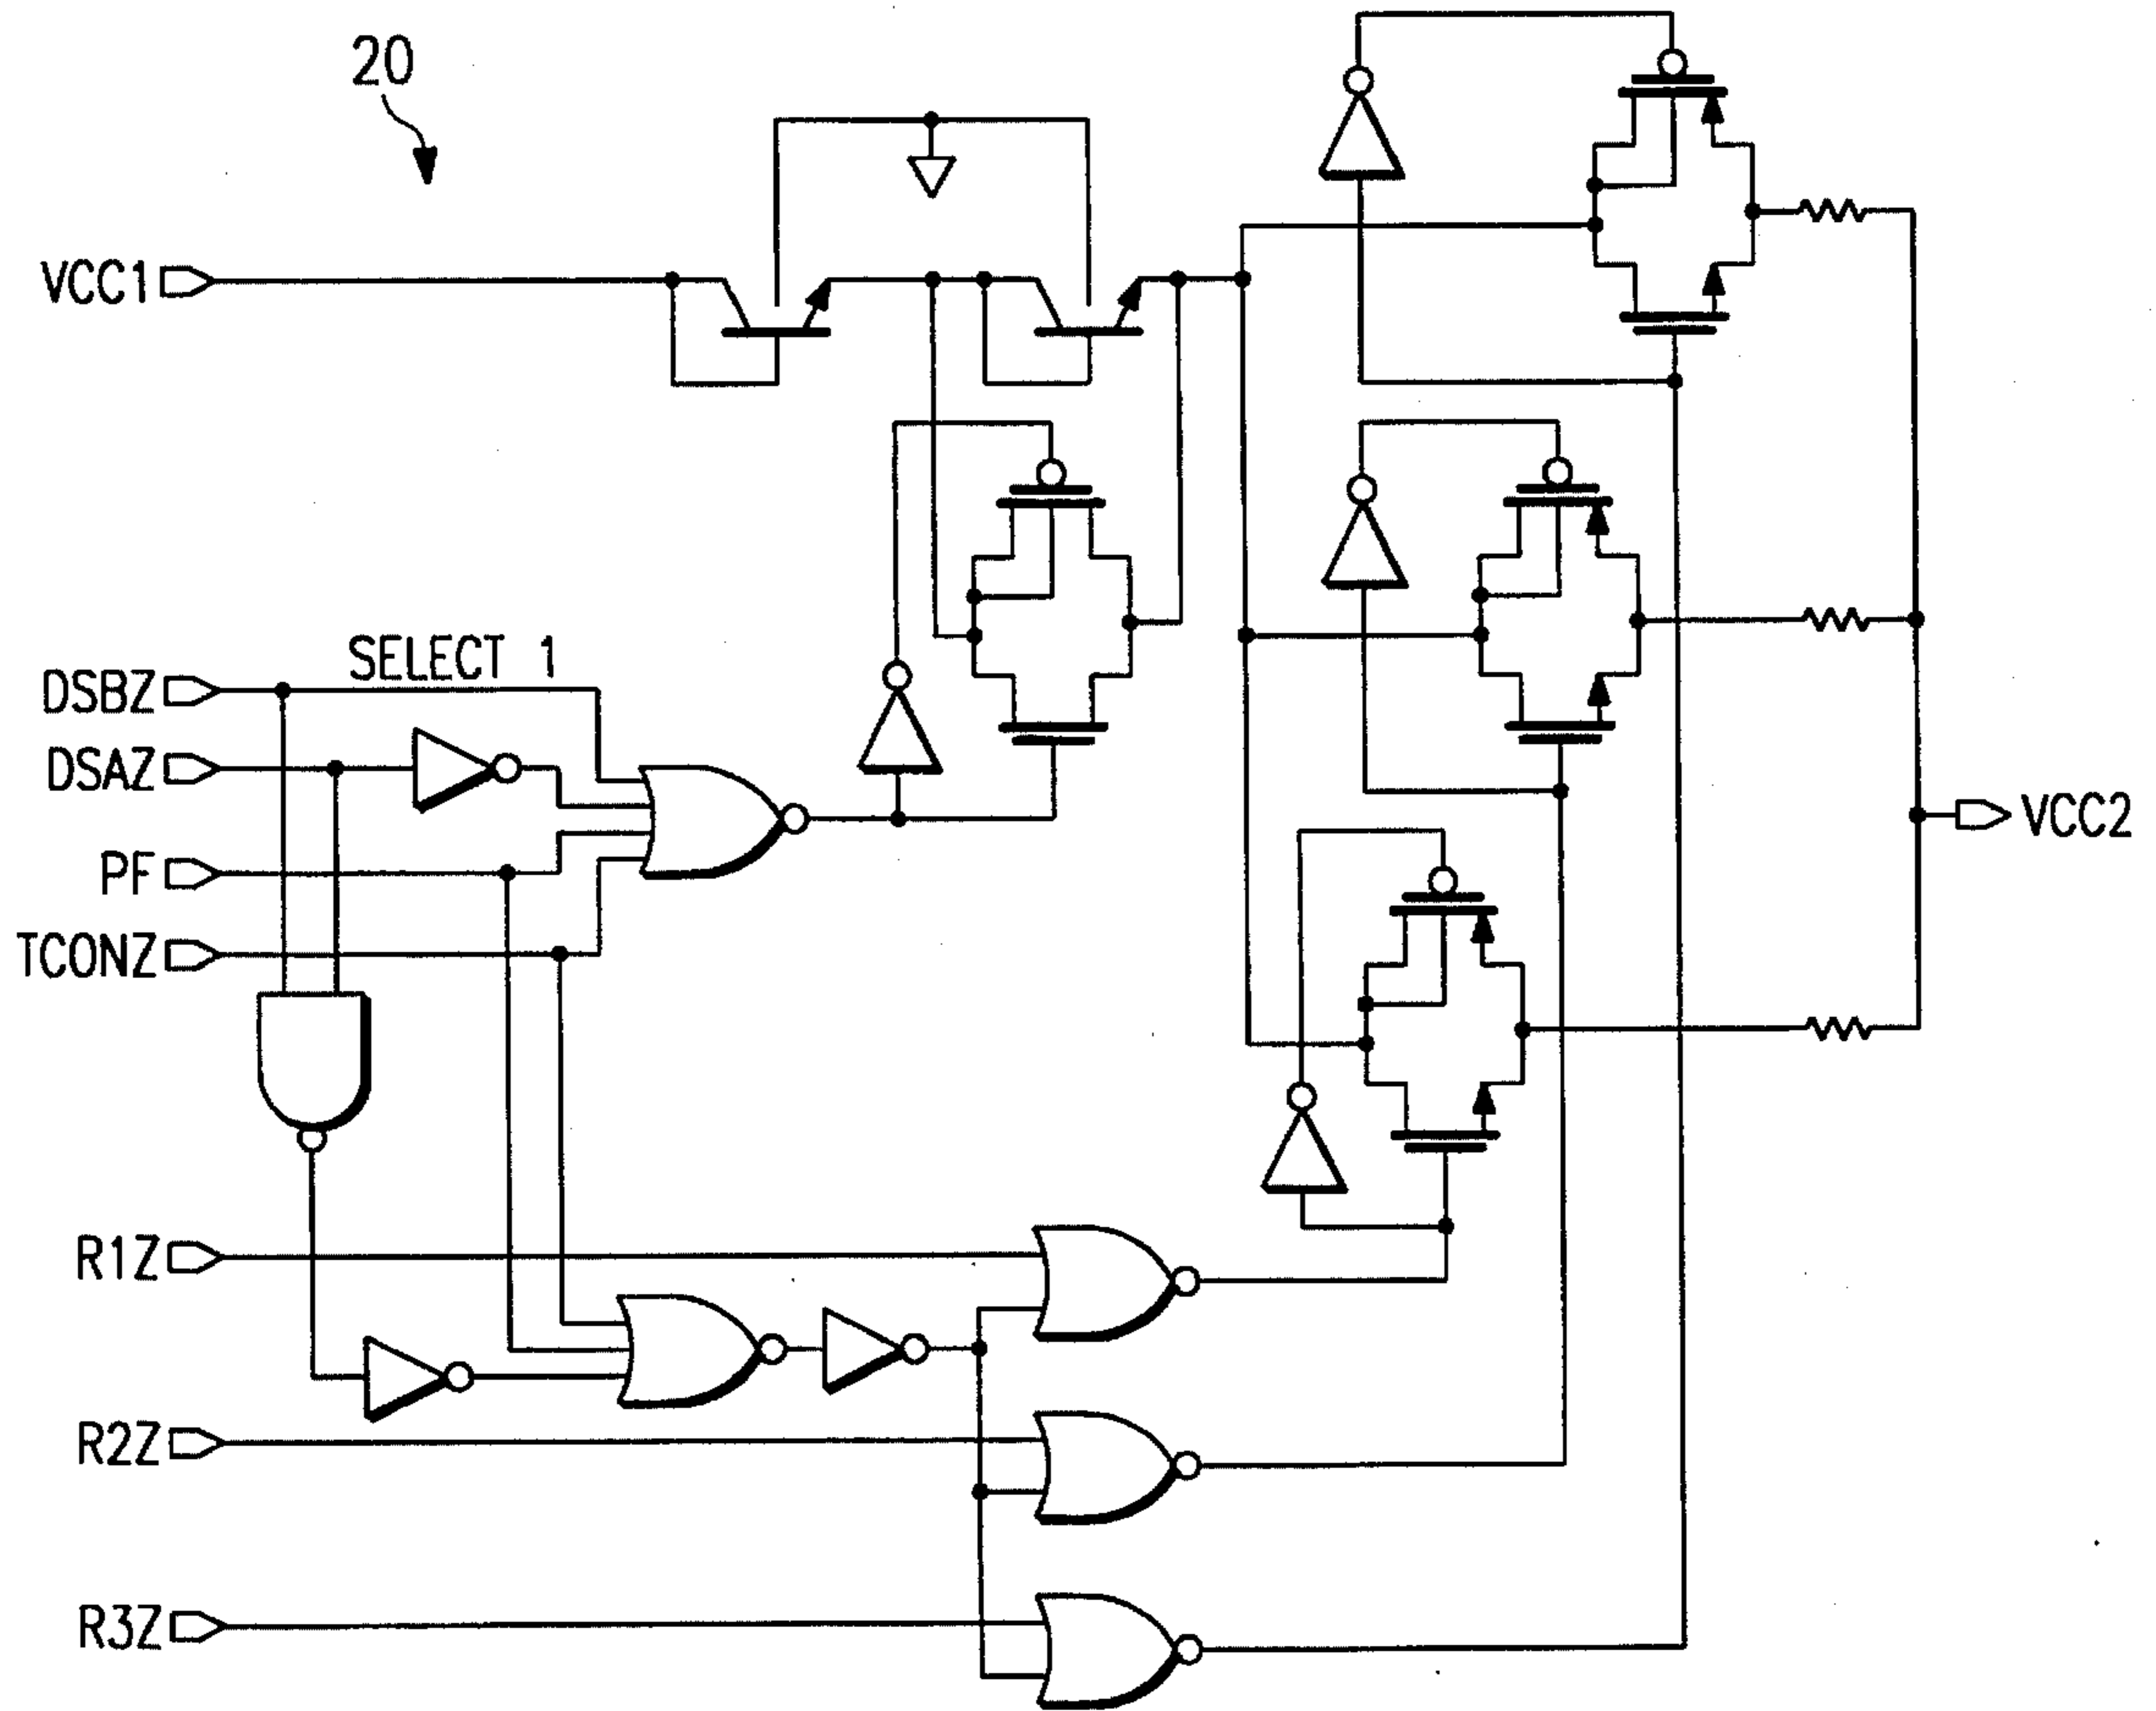 20
VCC1
SELECT 1
DSBZ
DSAZ
PF
TCONZ
VCC2
R1Z
R2Z
R3Z